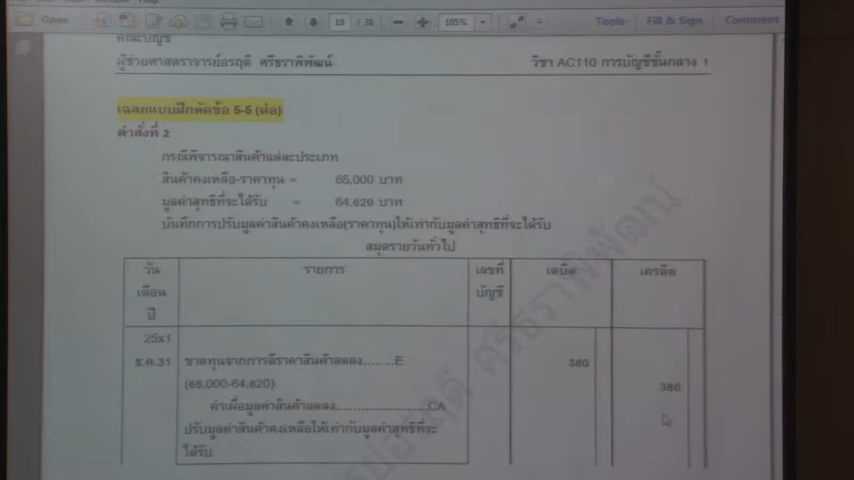 Open
19 / 31
105%
Tools
Fill & Sign
Comment
คณะบัญชี
ผู้ช่วยศาสตราจารย์อรฤดี ศรีธราพิพัฒน์
วิชา AC110 การบัญชีชั้นกลาง 1
เฉลยแบบฝึกหัดข้อ 5-5 (ต่อ)
คำสั่งที่ 2
กรณีพิจารณาสินค้าแต่ละประเภท
สินค้าคงเหลือ-ราคาทุน = 65,000 บาท
มูลค่าสุทธิที่จะได้รับ = 64,620 บาท
บันทึกการปรับมูลค่าสินค้าคงเหลือ(ราคาทุน)ให้เท่ากับมูลค่าสุทธิที่จะได้รับ
สมุดรายวันทั่วไป
วัน
เดือน
ปี
รายการ
เลขที่
บัญชี
เดบิต
เครดิต
25x1
ธ.ค.31 ขาดทุนจากการตีราคาสินค้าลดลง........E 380
(65,000-64,620)
380
ค่าเผื่อมูลค่าสินค้าลดลง..........................CA
ปรับมูลค่าสินค้าคงเหลือให้เท่ากับมูลค่าสุทธิที่จะ
ได้รับ